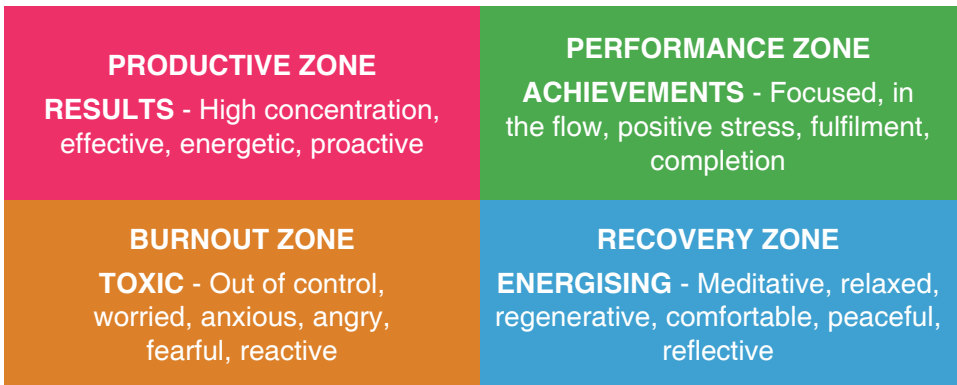 PRODUCTIVE ZONE
RESULTS - High concentration,
effective, energetic, proactive
PERFORMANCE ZONE
ACHIEVEMENTS - Focused, in
the flow, positive stress, fulfilment,
completion
BURNOUT ZONE
TOXIC - Out of control,
worried, anxious, angry,
fearful, reactive
RECOVERY ZONE
ENERGISING - Meditative, relaxed,
regenerative, comfortable, peaceful,
reflective